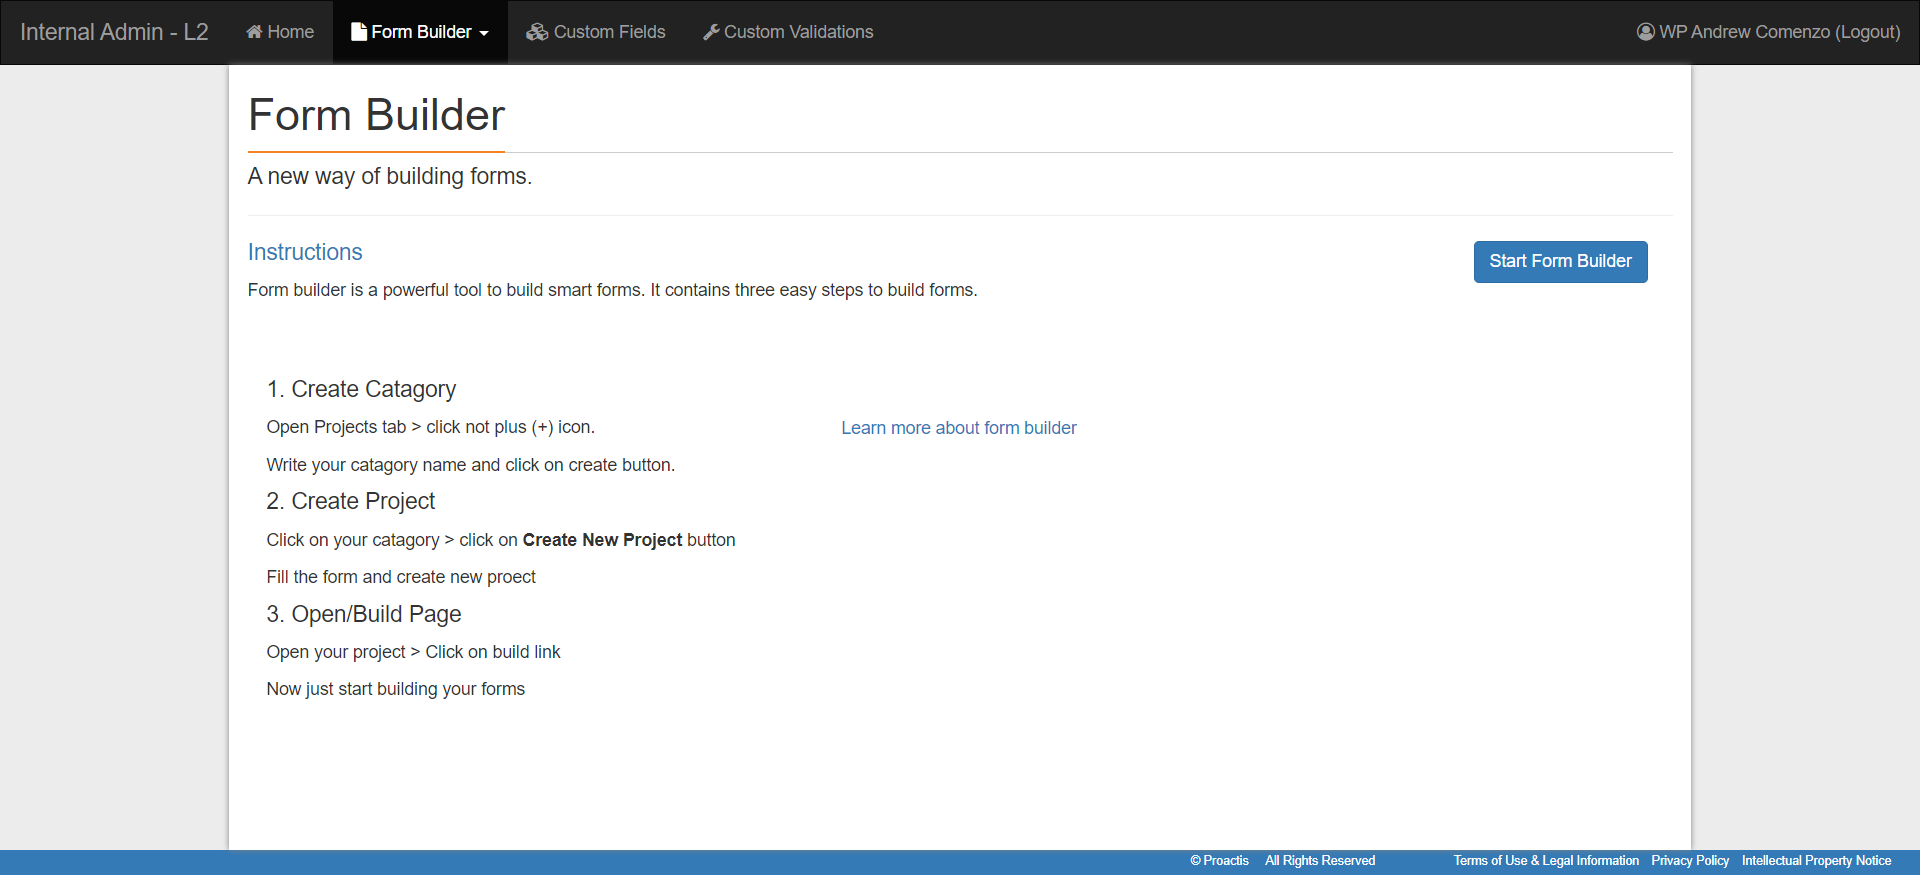 Internal Admin - L2 Home Form Builder Custom Fields Custom Validations WP Andrew Comenzo (Logout)
Form Builder
A new way of building forms.
Instructions
Start Form Builder
Form builder is a powerful tool to build smart forms. It contains three easy steps to build forms.
1. Create Catagory
Open Projects tab > click not plus (+) icon.
Learn more about form builder
Write your catagory name and click on create button.
2. Create Project
Click on your catagory > click on Create New Project button
Fill the form and create new proect
3. Open/Build Page
Open your project > Click on build link
Now just start building your forms
© Proactis All Rights Reserved Terms of Use & Legal Information Privacy Policy Intellectual Property Notice